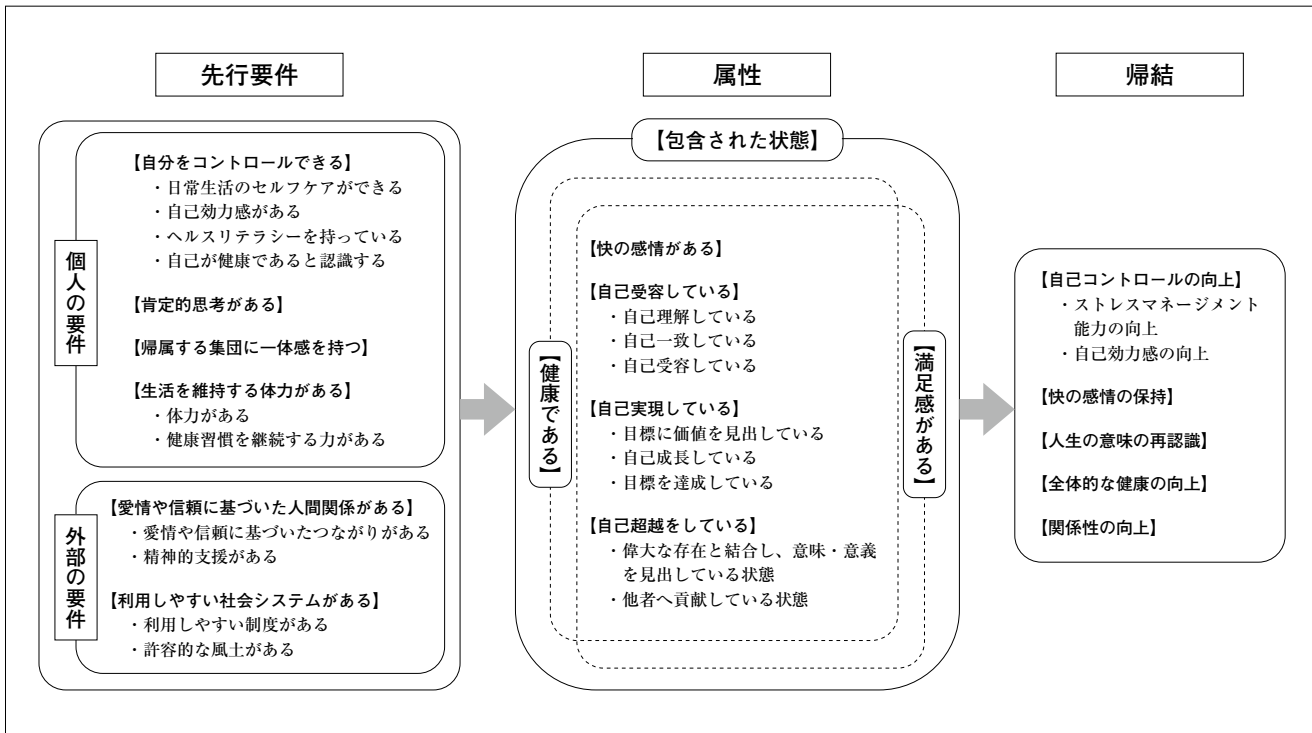 先行要件
個人の要件
【自分をコントロールできる】
・日常生活のセルフケアができる
・自己効力感がある
・ヘルスリテラシーを持っている
・自己が健康であると認識する
【肯定的思考がある】
【帰属する集団に一体感を持つ】
【生活を維持する体力がある】
・体力がある
・健康習慣を継続する力がある
外部の要件
【愛情や信頼に基づいた人間関係がある】
・愛情や信頼に基づいたつながりがある
・精神的支援がある
【利用しやすい社会システムがある】
・利用しやすい制度がある
・許容的な風土がある
属性
【包含された状態】
【健康である】
【快の感情がある】
【自己受容している】
・自己理解している
・自己一致している
・自己受容している
【自己実現している】
・目標に価値を見出している
・自己成長している
・目標を達成している
【自己超越をしている】
・偉大な存在と結合し、意味・意義
を見出している状態
・他者へ貢献している状態
【満足感がある】
帰結
【自己コントロールの向上】
・ストレスマネージメント
能力の向上
・自己効力感の向上
【快の感情の保持】
【人生の意味の再認識】
【全体的な健康の向上】
【関係性の向上】